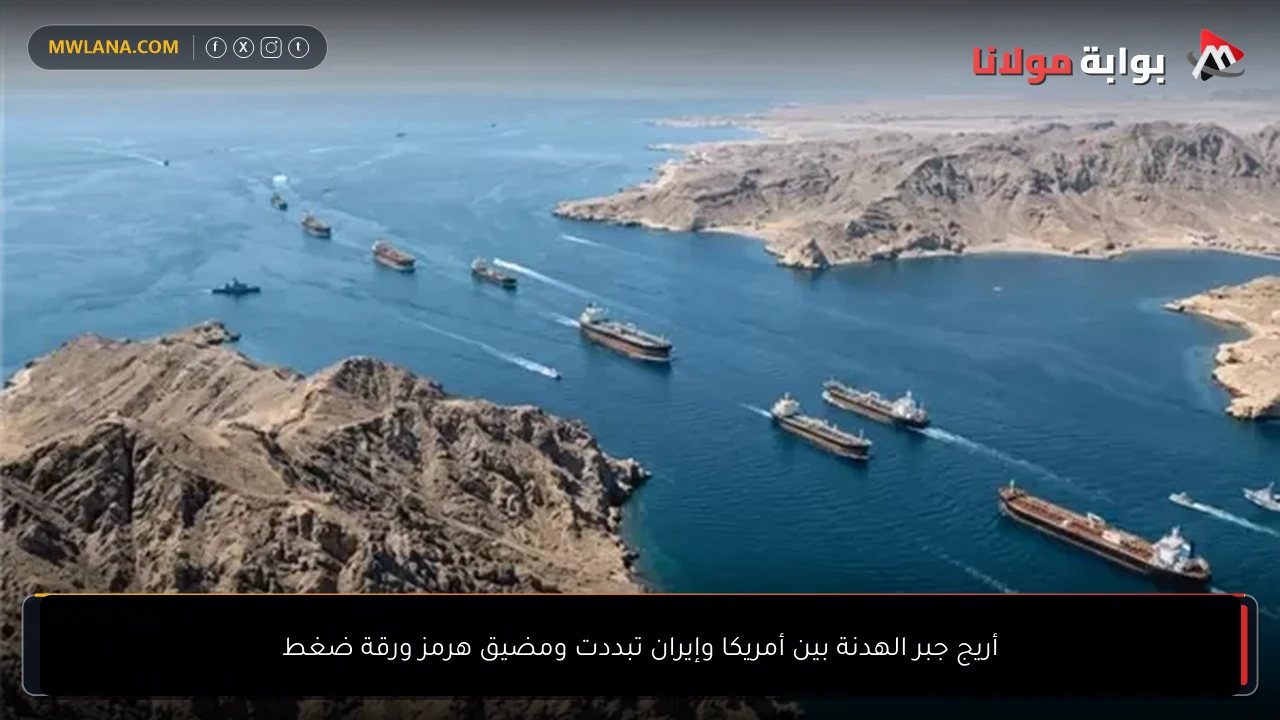 MWLANA.COM
بوابة مولانا
أريج جبر الهدنة بين أمريكا وإيران تبددت ومضيق هرمز ورقة ضغط